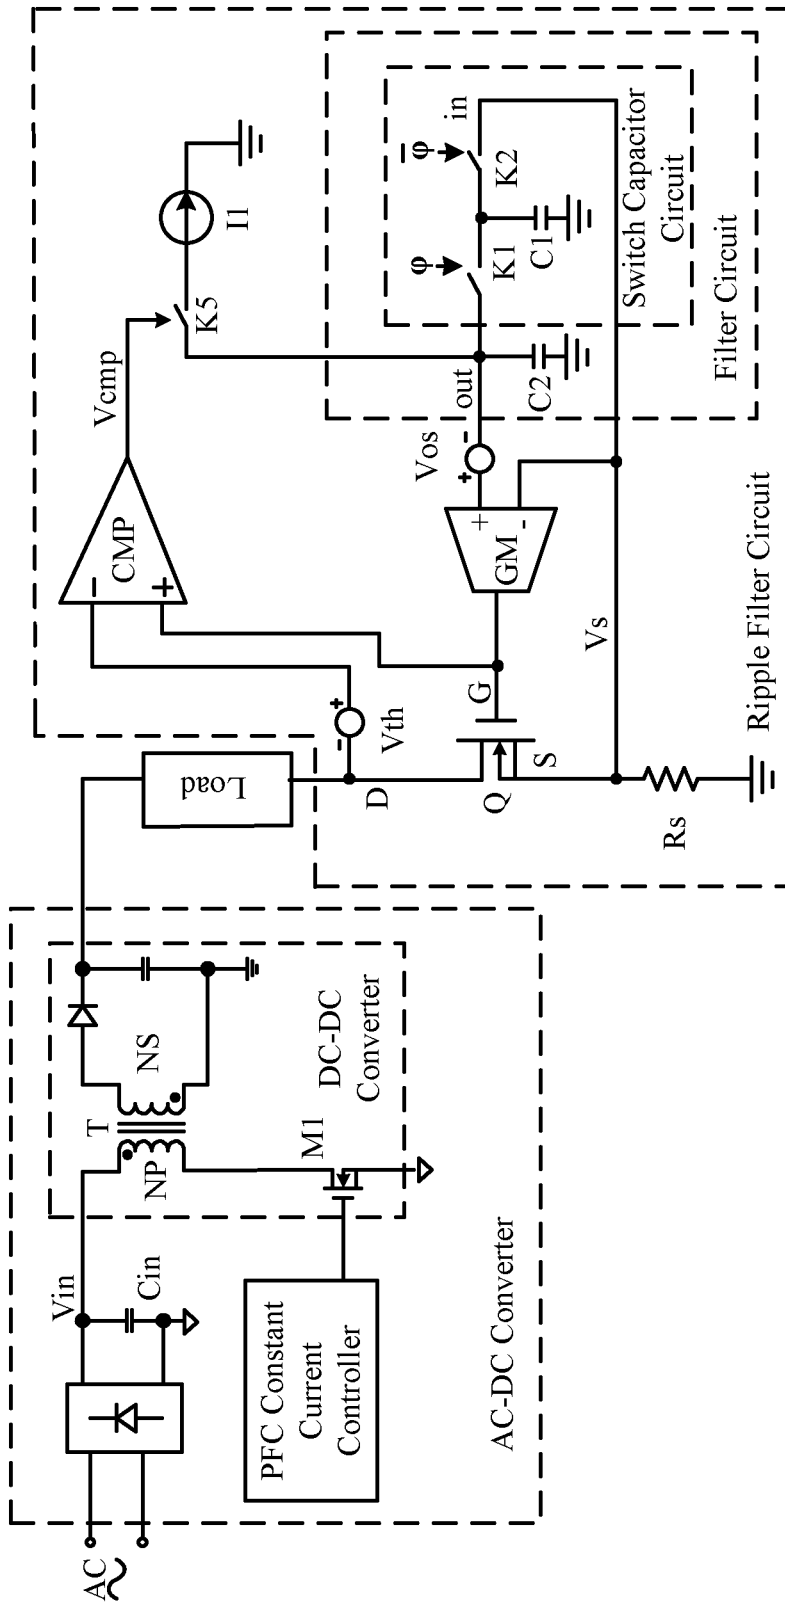 AC
Vin
Cin
PFC Constant
Current
Controller
AC-DC Converter
T
NP
NS
M1
DC-DC
Converter
Load
D
Q
G
S
Vth
Rs
Vs
CMP
Vcmp
K5
I1
GM
Vos
out
C2
φ
K1
C1
φ̅
K2
in
Switch Capacitor
Circuit
Filter Circuit
Ripple Filter Circuit